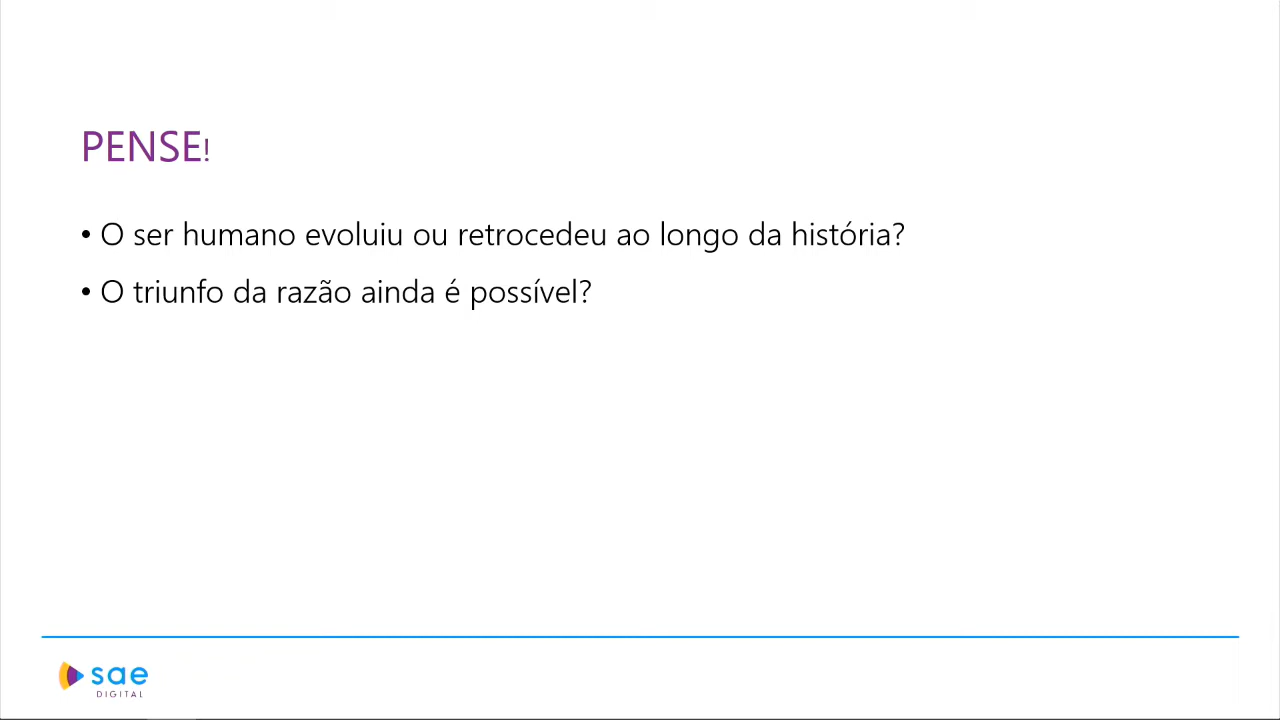 PENSE!
• O ser humano evoluiu ou retrocedeu ao longo da história?
• O triunfo da razão ainda é possível?
sae
DIGITAL